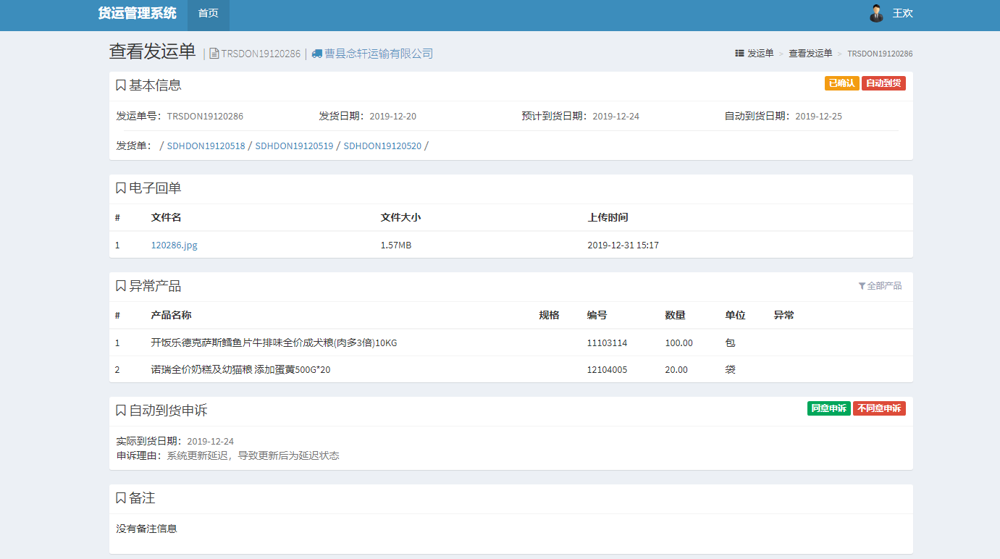 货运管理系统 首页 王欢
查看发运单 | TRSDON19120286 | 曹县念轩运输有限公司 发运单 > 查看发运单 > TRSDON19120286
基本信息 已确认 自动到货
发运单号：TRSDON19120286 发货日期：2019-12-20 预计到货日期：2019-12-24 自动到货日期：2019-12-25
发货单： / SDHDON19120518 / SDHDON19120519 / SDHDON19120520 /
电子回单
# 文件名 文件大小 上传时间
1 120286.jpg 1.57MB 2019-12-31 15:17
异常产品 全部产品
# 产品名称 规格 编号 数量 单位 异常
1 开饭乐德克萨斯鳕鱼片牛排味全价成犬粮(肉多3倍)10KG 11103114 100.00 包
2 诺瑞全价奶糕及幼猫粮 添加蛋黄500G*20 12104005 20.00 袋
自动到货申诉 同意申诉 不同意申诉
实际到货日期：2019-12-24
申诉理由：系统更新延迟，导致更新后为延迟状态
备注
没有备注信息